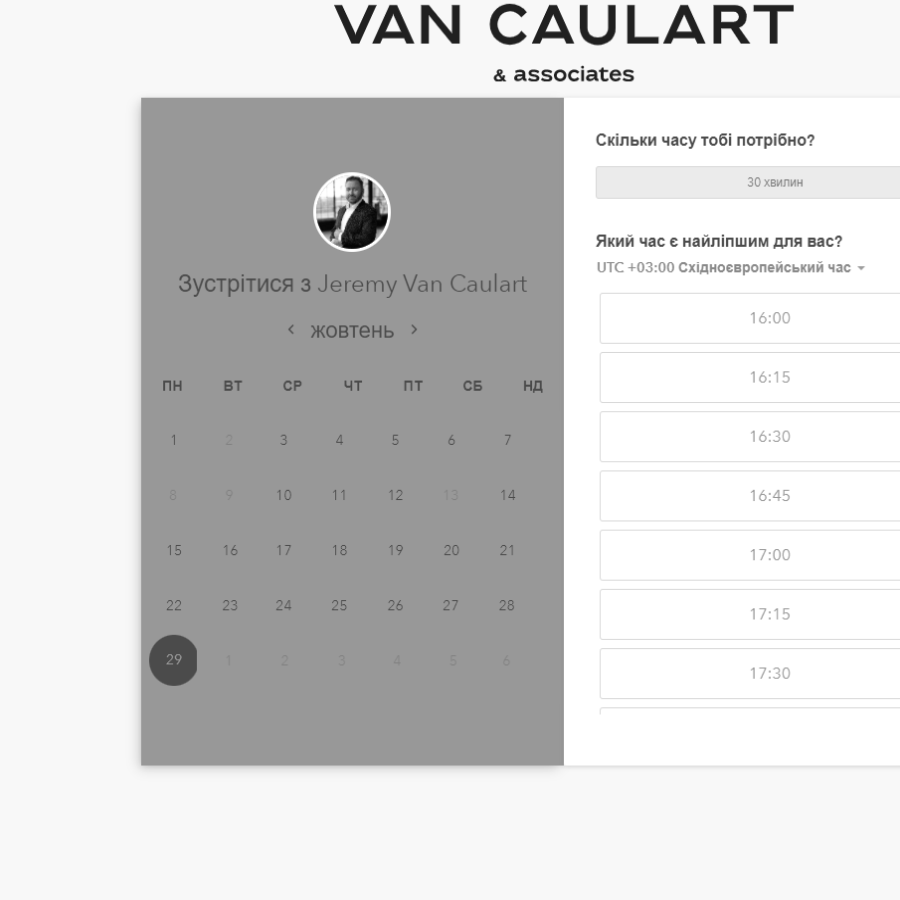 VAN CAULART
& associates
Зустрітися з Jeremy Van Caulart
жовтень
ПН ВТ СР ЧТ ПТ СБ НД
1 2 3 4 5 6 7
8 9 10 11 12 13 14
15 16 17 18 19 20 21
22 23 24 25 26 27 28
29 1 2 3 4 5 6
Скільки часу тобі потрібно?
30 хвилин
Який час є найліпшим для вас?
UTC +03:00 Східноєвропейський час
16:00
16:15
16:30
16:45
17:00
17:15
17:30